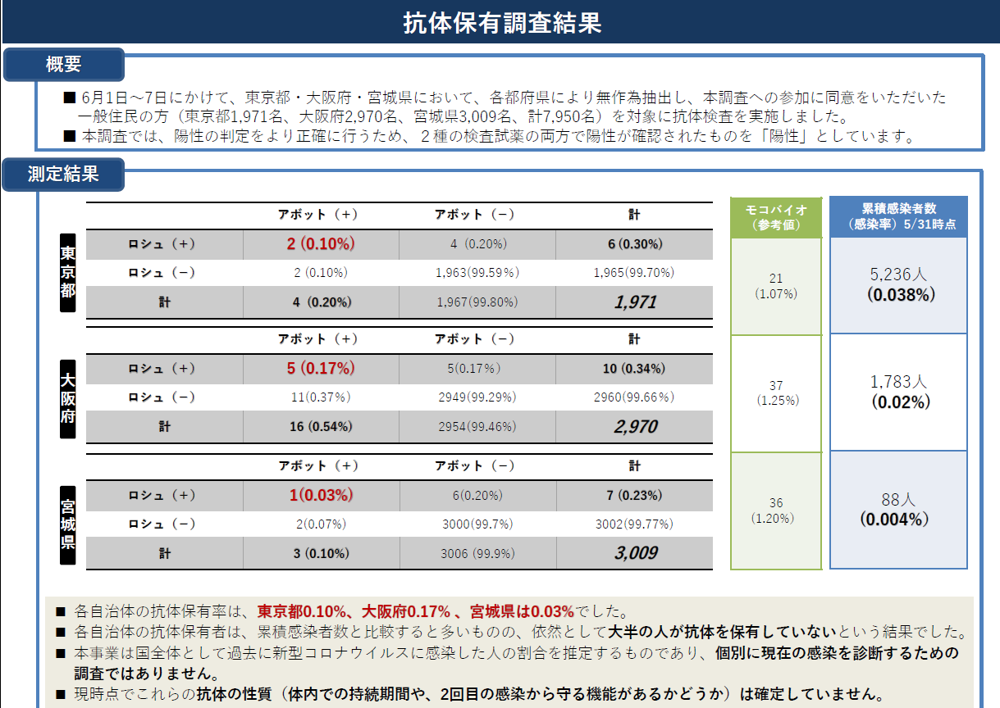 抗体保有調査結果
概要
■ 6月1日～7日にかけて、東京都・大阪府・宮城県において、各都府県により無作為抽出し、本調査への参加に同意をいただいた
一般住民の方（東京都1,971名、大阪府2,970名、宮城県3,009名、計7,950名）を対象に抗体検査を実施しました。
■ 本調査では、陽性の判定をより正確に行うため、２種の検査試薬の両方で陽性が確認されたものを「陽性」としています。
測定結果
東京都
アボット（+） アボット（－） 計
ロシュ（+） 2 (0.10%) 4 (0.20%) 6 (0.30%)
ロシュ（－） 2 (0.10%) 1,963(99.59%) 1,965(99.70%)
計 4 (0.20%) 1,967(99.80%) 1,971
大阪府
アボット（+） アボット（－） 計
ロシュ（+） 5 (0.17%) 5(0.17%) 10 (0.34%)
ロシュ（－） 11(0.37%) 2949(99.29%) 2960(99.66%)
計 16 (0.54%) 2954(99.46%) 2,970
宮城県
アボット（+） アボット（－） 計
ロシュ（+） 1(0.03%) 6(0.20%) 7 (0.23%)
ロシュ（－） 2(0.07%) 3000(99.7%) 3002(99.77%)
計 3 (0.10%) 3006 (99.9%) 3,009
モコバイオ
（参考値）
21
(1.07%)
37
(1.25%)
36
(1.20%)
累積感染者数
（感染率）5/31時点
5,236人
(0.038%)
1,783人
(0.02%)
88人
(0.004%)
■ 各自治体の抗体保有率は、東京都0.10%、大阪府0.17% 、宮城県は0.03%でした。
■ 各自治体の抗体保有者は、累積感染者数と比較すると多いものの、依然として大半の人が抗体を保有していないという結果でした。
■ 本事業は国全体として過去に新型コロナウイルスに感染した人の割合を推定するものであり、個別に現在の感染を診断するための
調査ではありません。
■ 現時点でこれらの抗体の性質（体内での持続期間や、2回目の感染から守る機能があるかどうか）は確定していません。